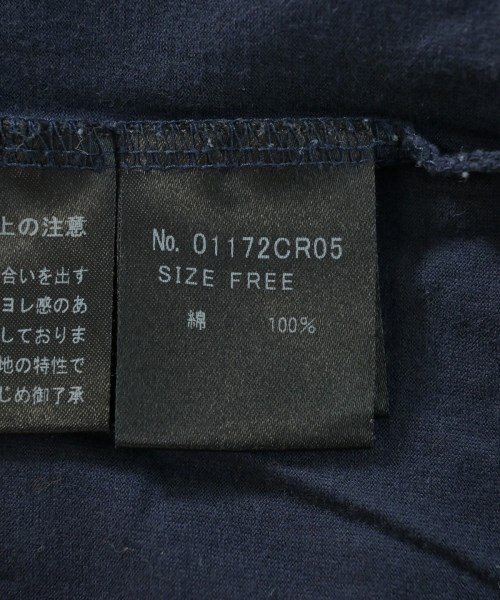 上の注意
合いを出す
ヨレ感のあ
しておりま
地の特性で
じめ御了承
No. 01172CR05
SIZE FREE
綿 100%